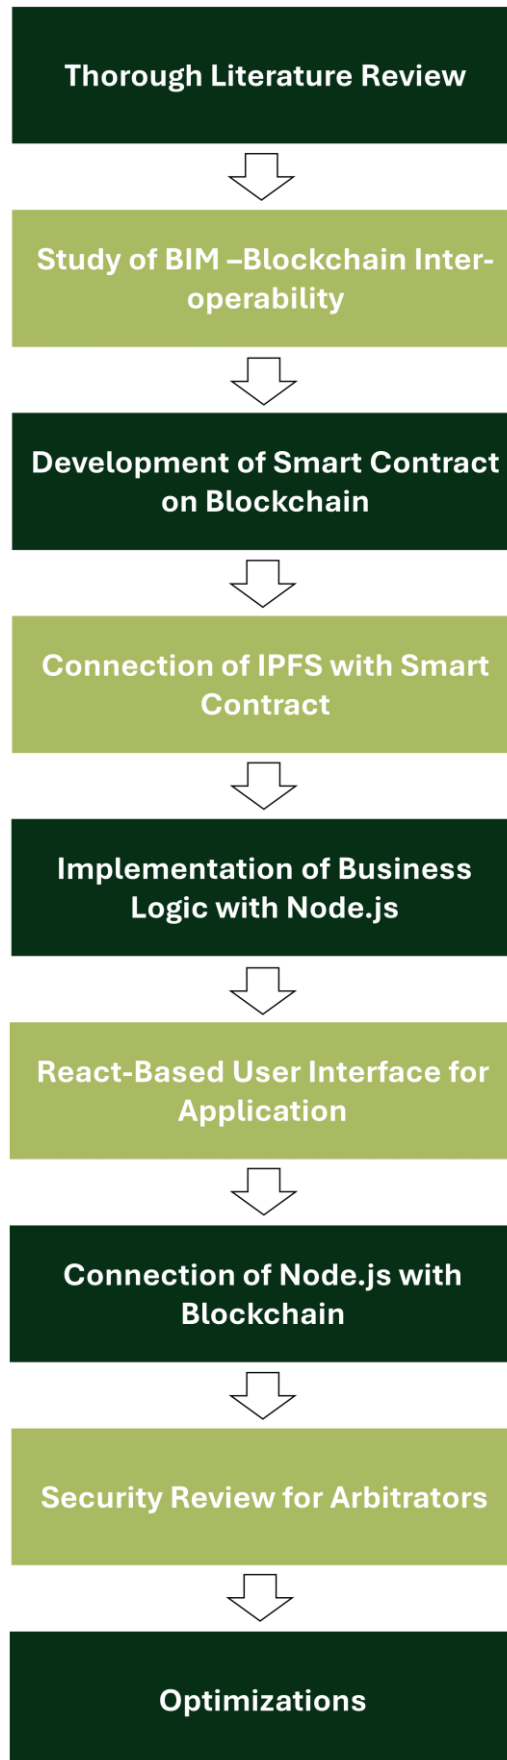 Thorough Literature Review
Study of BIM –Blockchain Inter-
operability
Development of Smart Contract
on Blockchain
Connection of IPFS with Smart
Contract
Implementation of Business
Logic with Node.js
React-Based User Interface for
Application
Connection of Node.js with
Blockchain
Security Review for Arbitrators
Optimizations